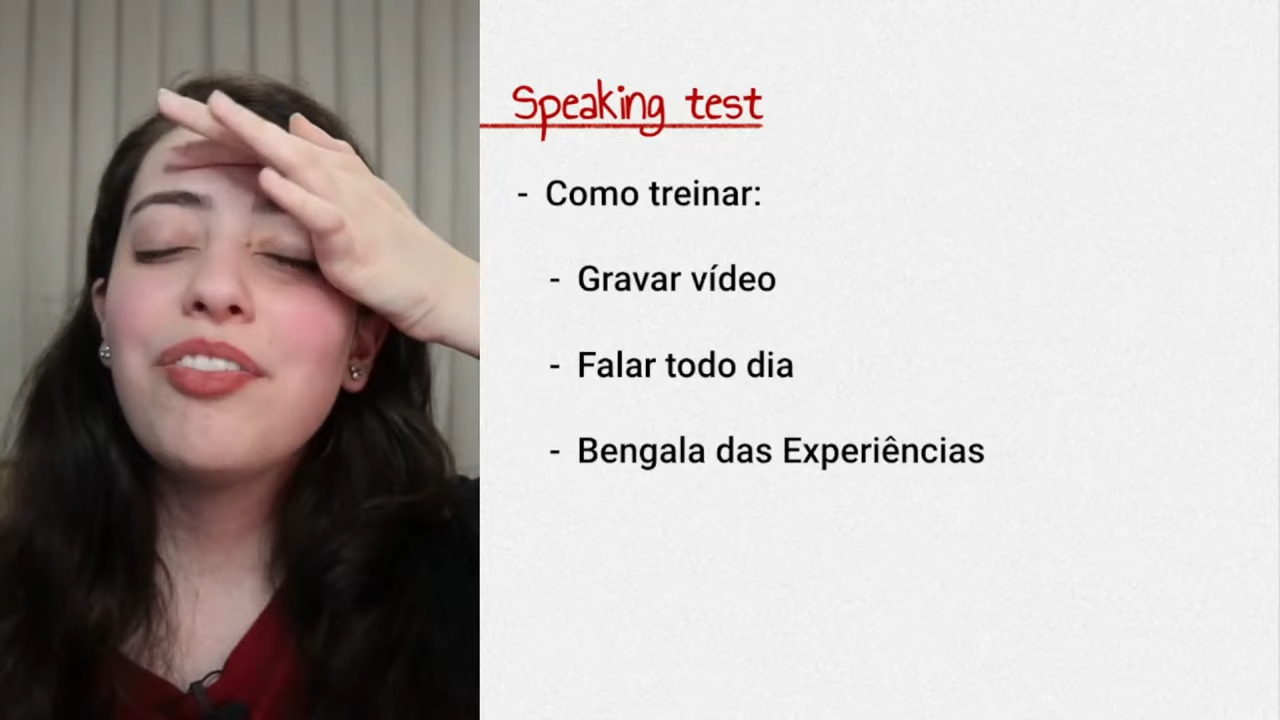 Speaking test
- Como treinar:
- Gravar vídeo
- Falar todo dia
- Bengala das Experiências